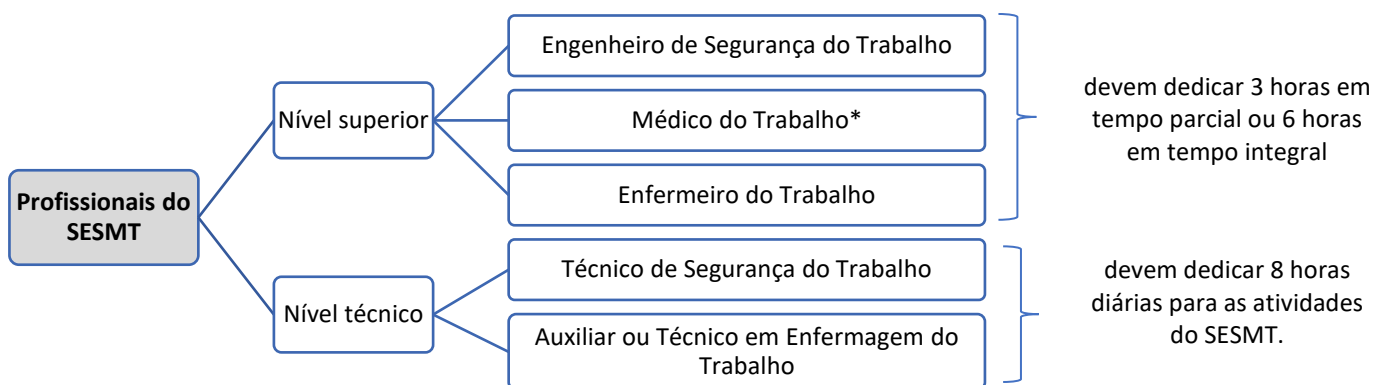 Profissionais do
SESMT
Nível superior
Engenheiro de Segurança do Trabalho
Médico do Trabalho*
Enfermeiro do Trabalho
devem dedicar 3 horas em
tempo parcial ou 6 horas
em tempo integral
Nível técnico
Técnico de Segurança do Trabalho
Auxiliar ou Técnico em Enfermagem do
Trabalho
devem dedicar 8 horas
diárias para as atividades
do SESMT.